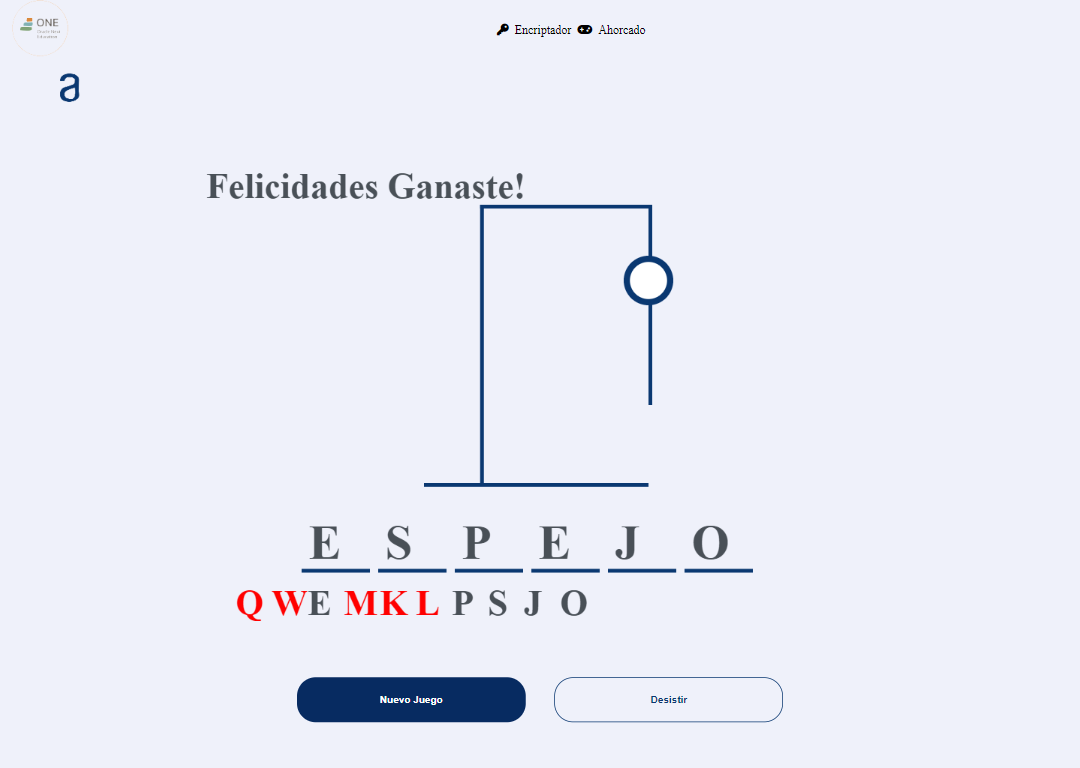 ONE
Oracle Next
Education
Encriptador Ahorcado
a
Felicidades Ganaste!
E S P E J O
Q W E M K L P S J O
Nuevo Juego Desistir